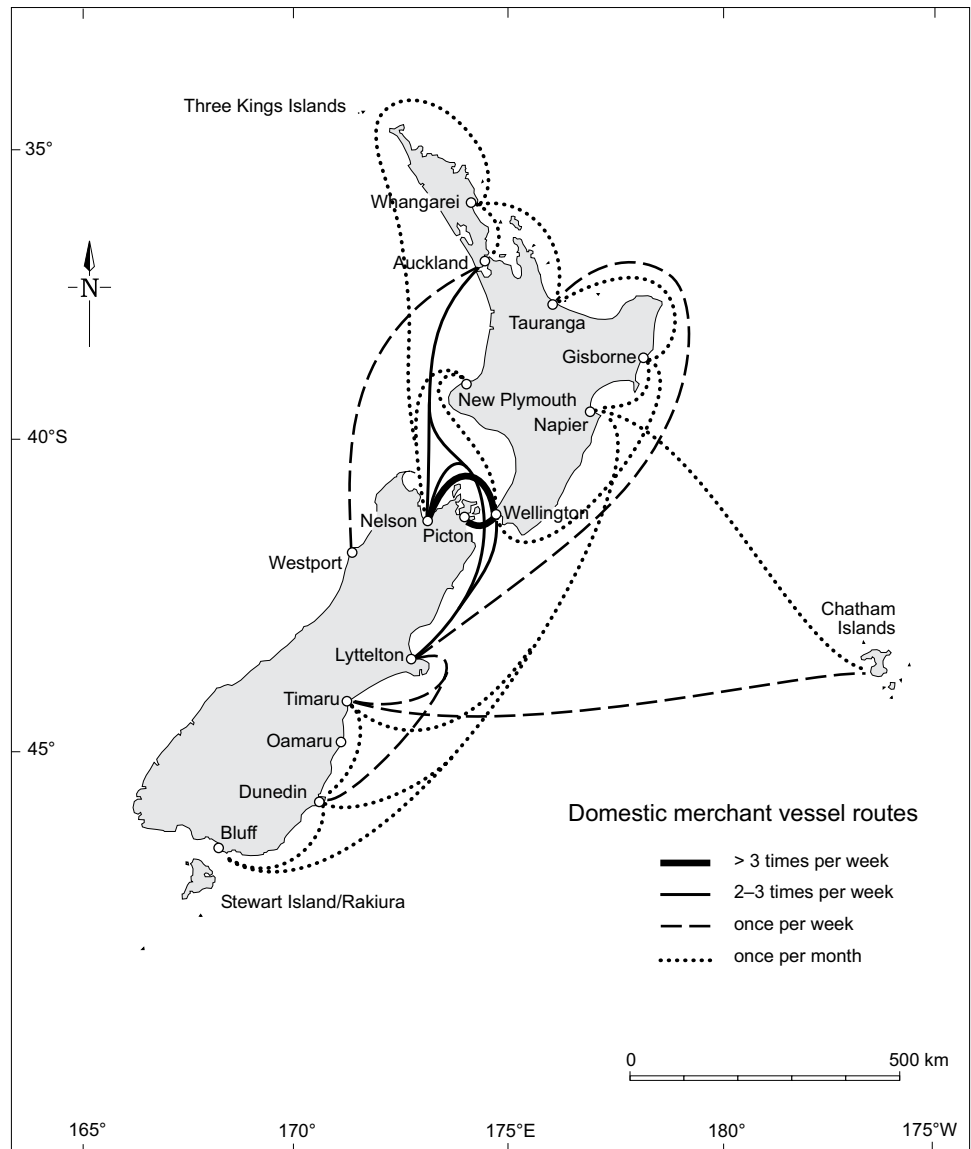 Three Kings Islands
35°
Whangarei
N
Auckland
Tauranga
Gisborne
New Plymouth
Napier
40°S
Nelson
Wellington
Picton
Westport
Chatham
Islands
Lyttelton
Timaru
Oamaru
45°
Dunedin
Bluff
Stewart Island/Rakiura
Domestic merchant vessel routes
> 3 times per week
2–3 times per week
once per week
once per month
0
500 km
165°
170°
175°E
180°
175°W